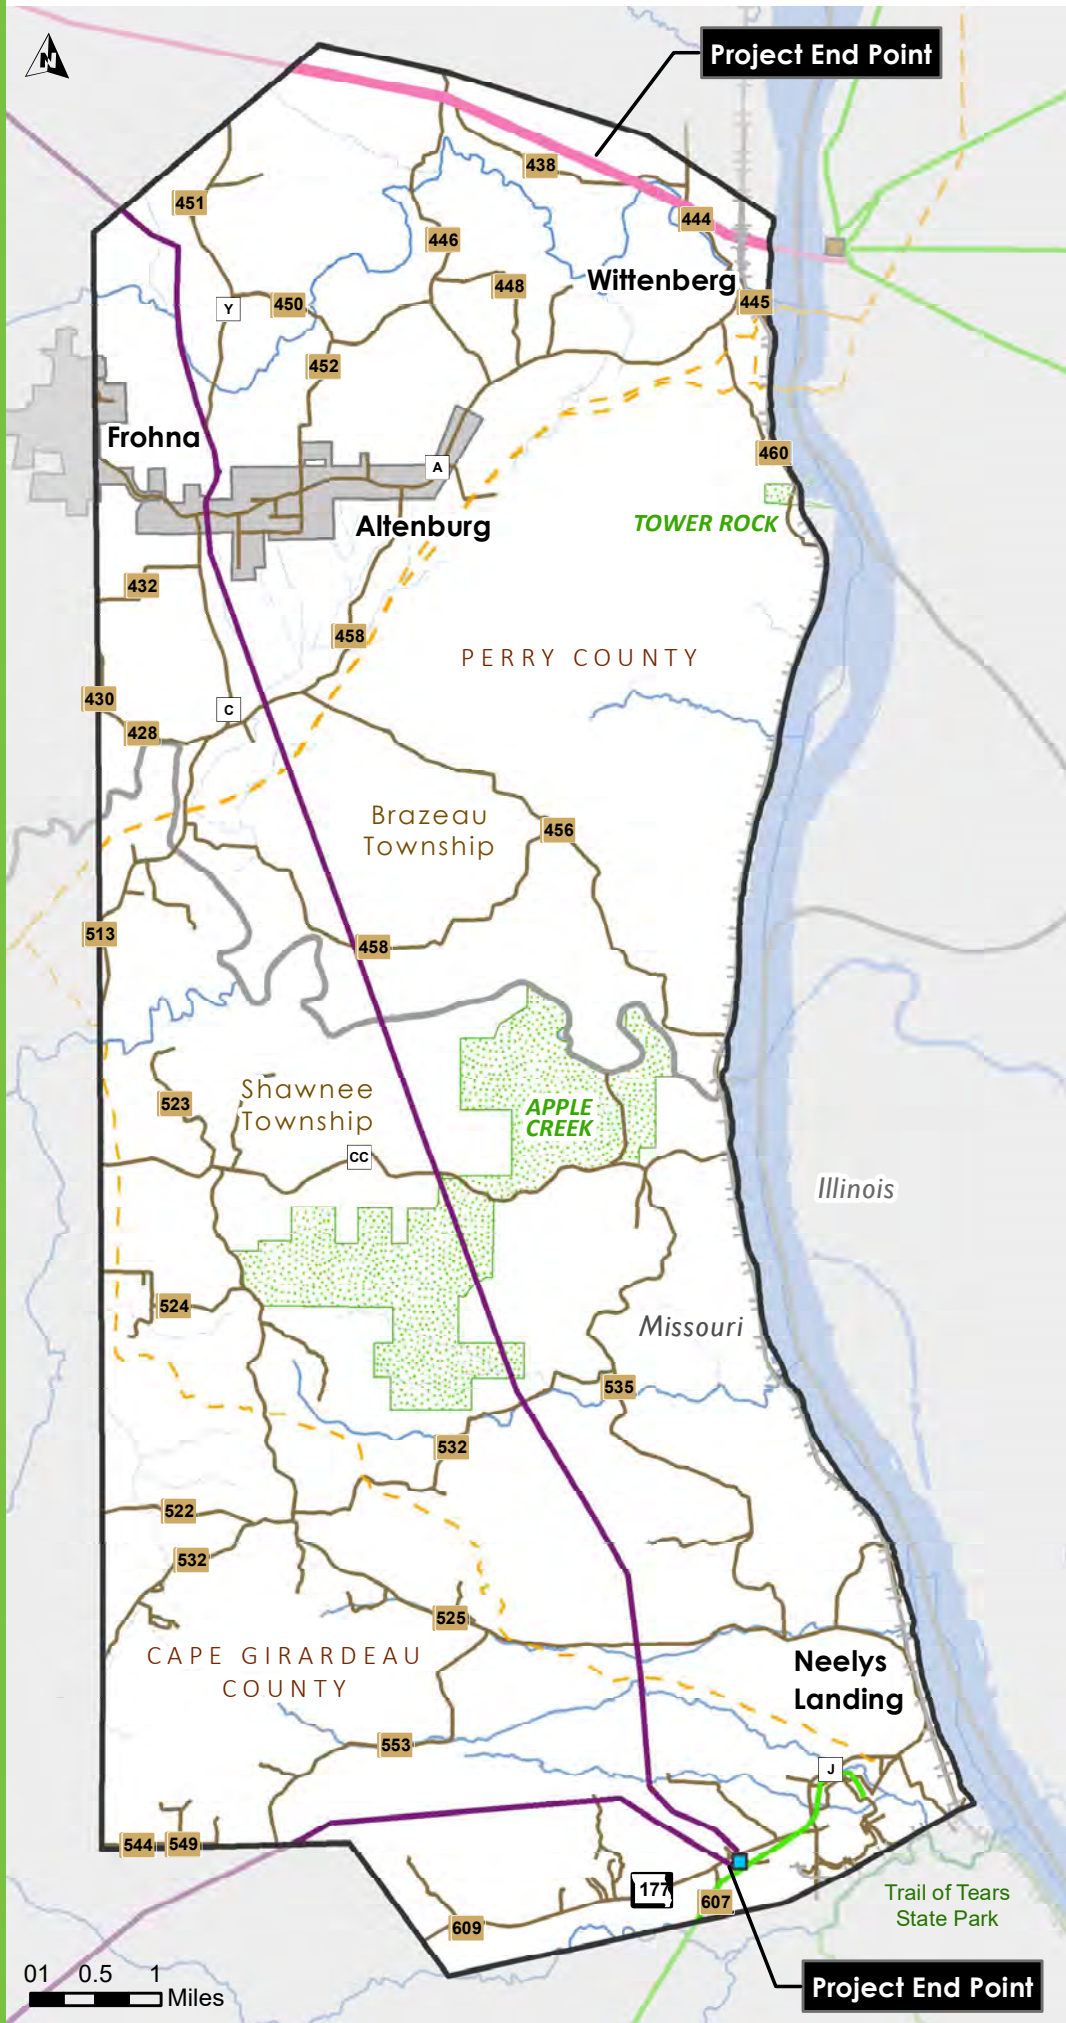 N
Project End Point
438
451
444
446
Wittenberg
448
445
Y
450
452
Frohna
460
A
Altenburg
TOWER ROCK
432
458
PERRY COUNTY
430
C
428
Brazeau
Township
456
513
458
Shawnee
Township
523
APPLE
CREEK
CC
Illinois
524
Missouri
535
532
522
532
525
CAPE GIRARDEAU
COUNTY
Neelys
Landing
553
J
544
549
177
607
609
Trail of Tears
State Park
01 0.5 1
Miles
Project End Point